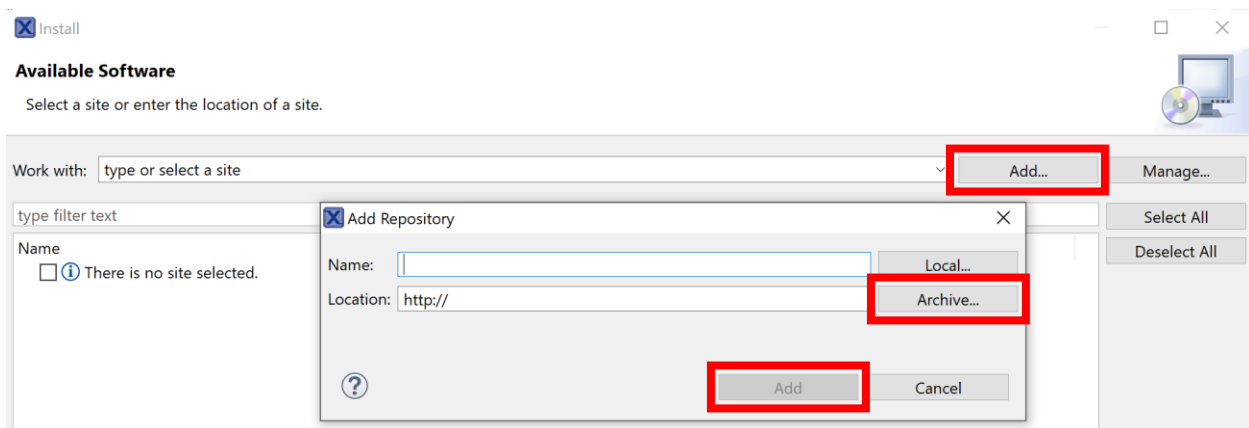 Install
Available Software
Select a site or enter the location of a site.
Work with: type or select a site Add... Manage...
type filter text Select All
Name Deselect All
There is no site selected.
Add Repository
Name: Local...
Location: http:// Archive...
Add Cancel